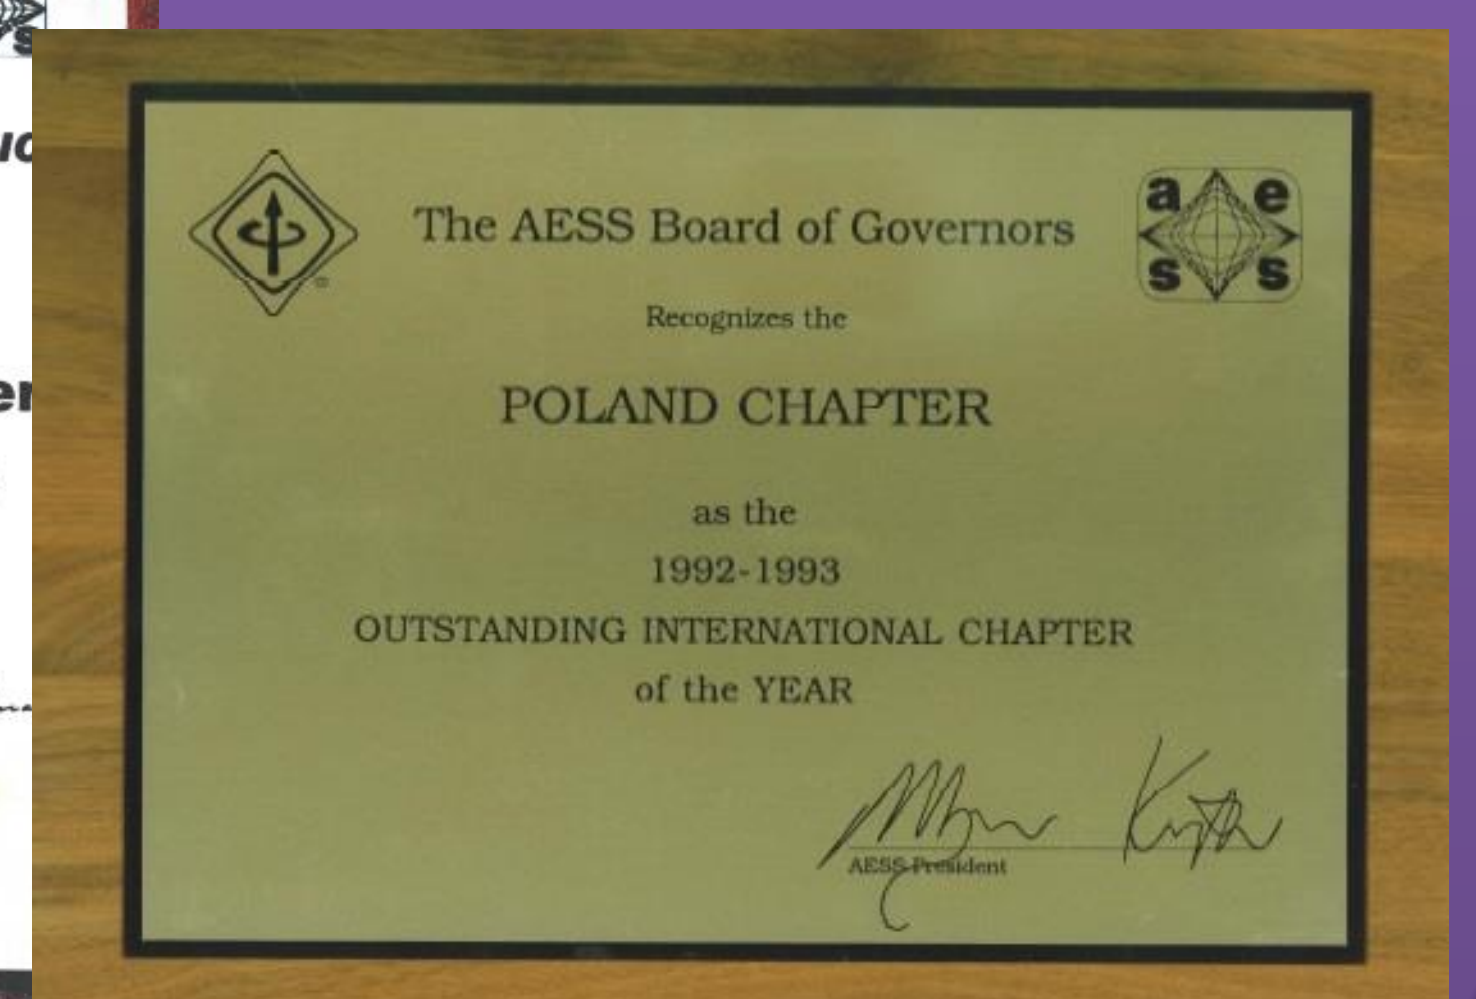 The AESS Board of Governors
a e
s s
Recognizes the
POLAND CHAPTER
as the
1992-1993
OUTSTANDING INTERNATIONAL CHAPTER
of the YEAR
AESS President